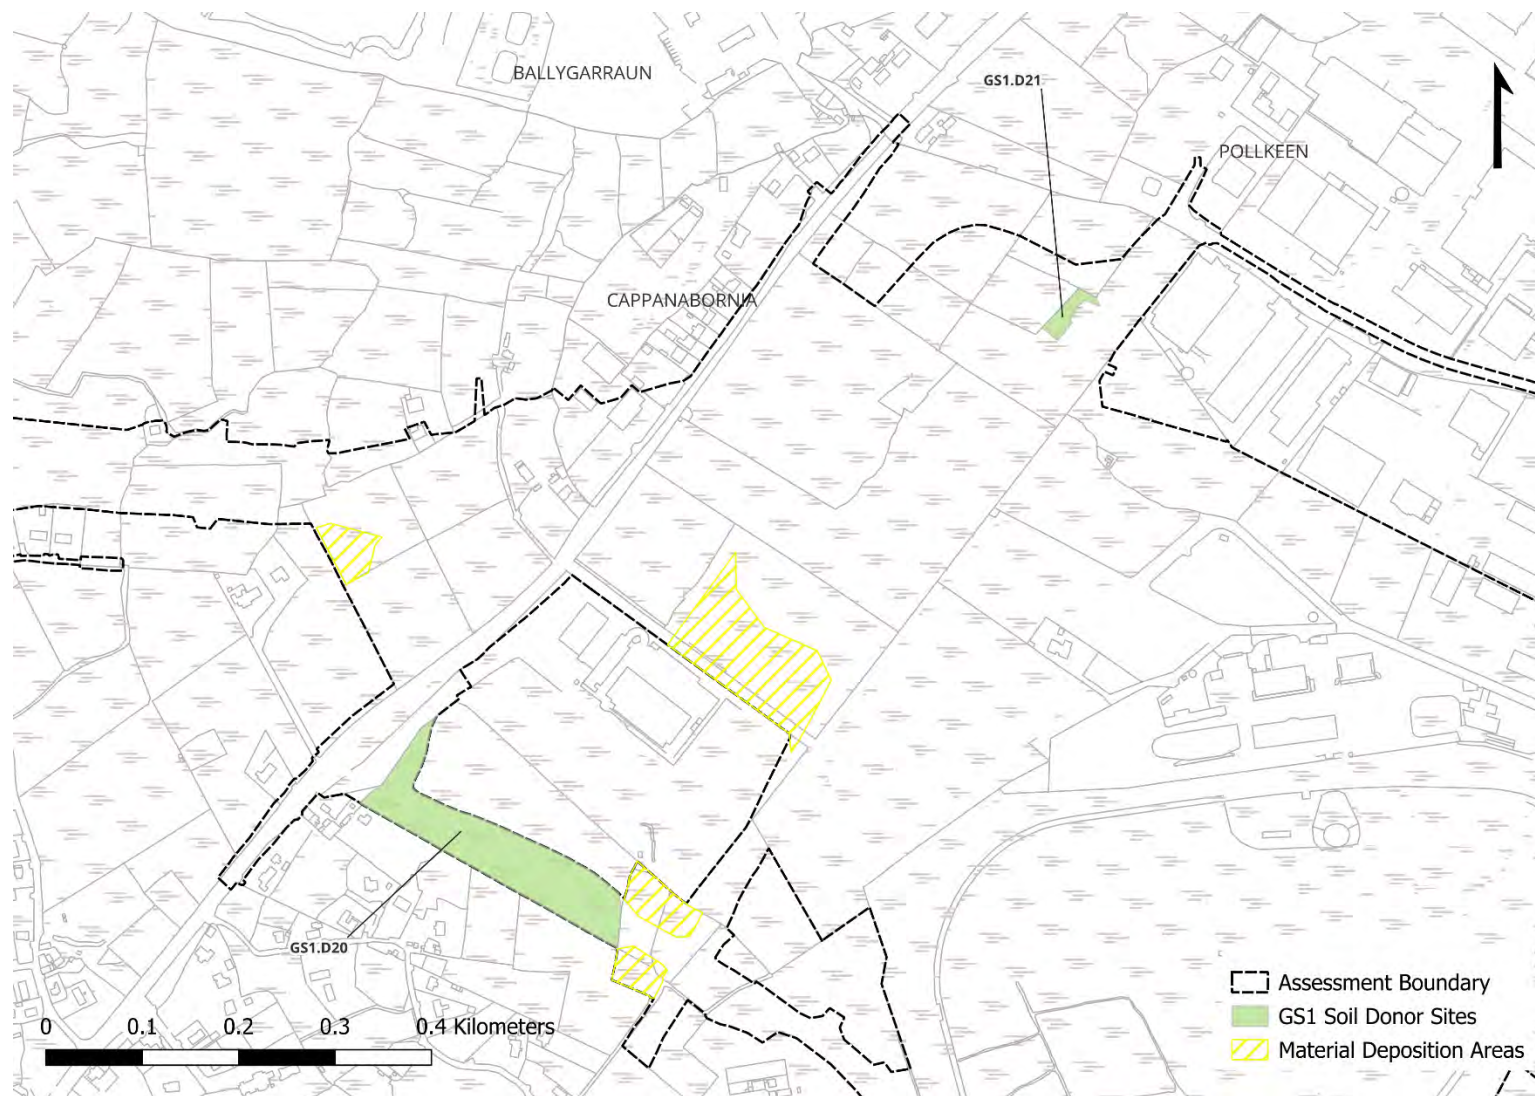 BALLYGARRAUN
GS1.D21
POLLKEEN
CAPPANABORNIA
GS1.D20
0 0.1 0.2 0.3 0.4 Kilometers
Assessment Boundary
GS1 Soil Donor Sites
Material Deposition Areas